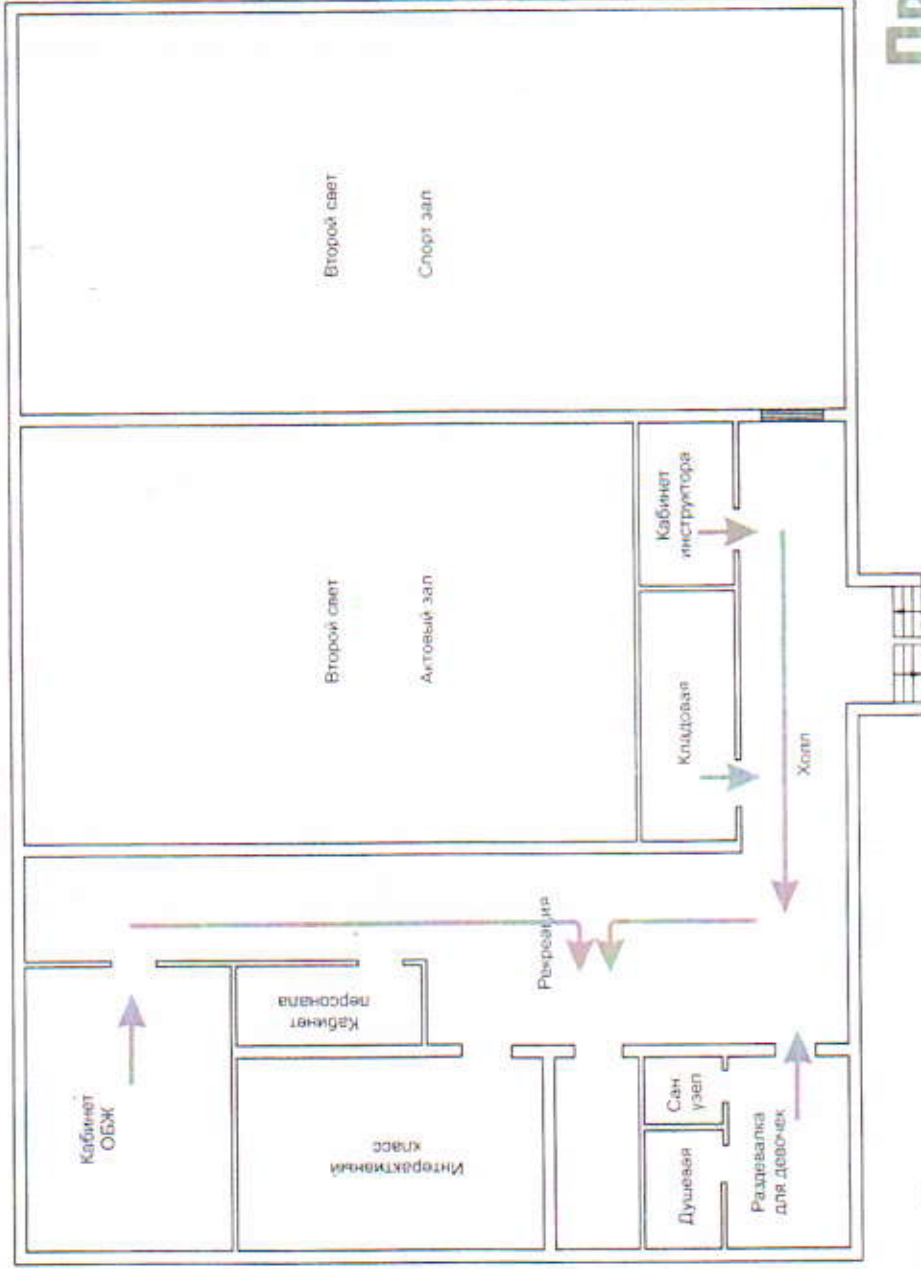 Кабинет
ОБЖ
Кабинет
персонала
Интерактивный
класс
Рекреация
Сан
узел
Душевая
Раздевалка
для девочек
Второй свет
Актовый зал
Кладовая
Кабинет
инструктора
Холл
Второй свет
Спорт зал